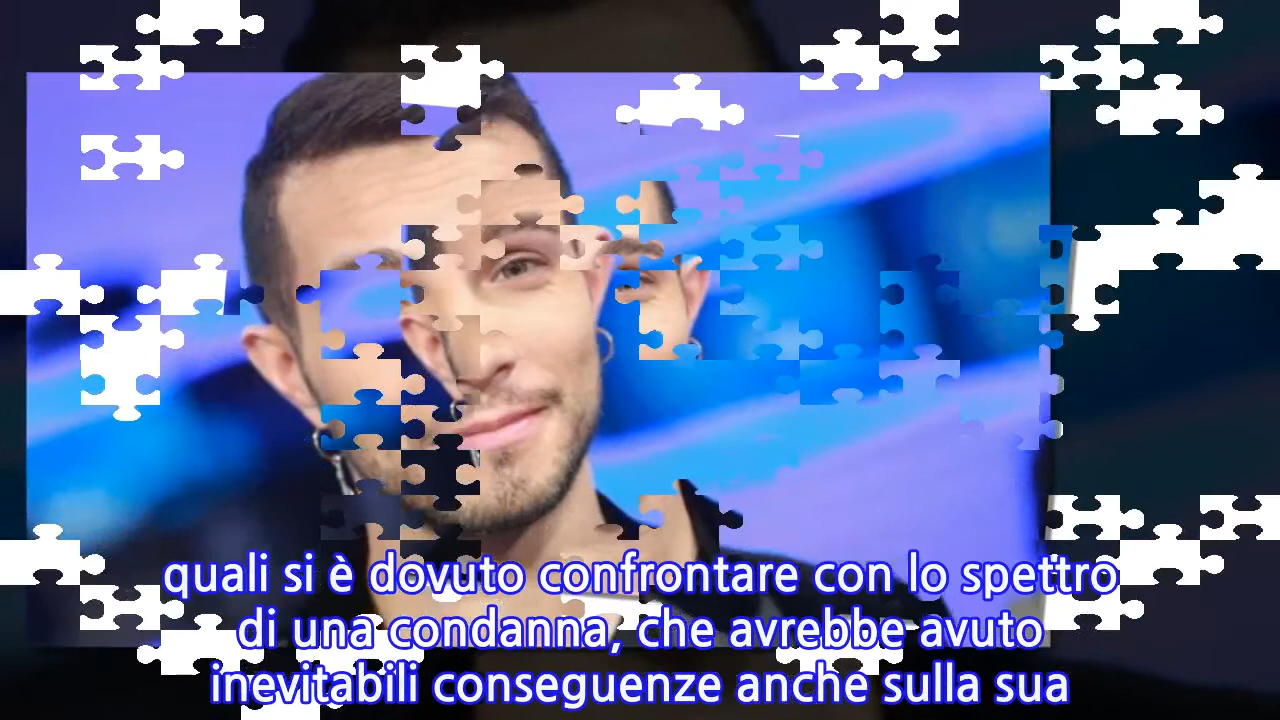 quali si è dovuto confrontare con lo spettro
di una condanna, che avrebbe avuto
inevitabili conseguenze anche sulla sua